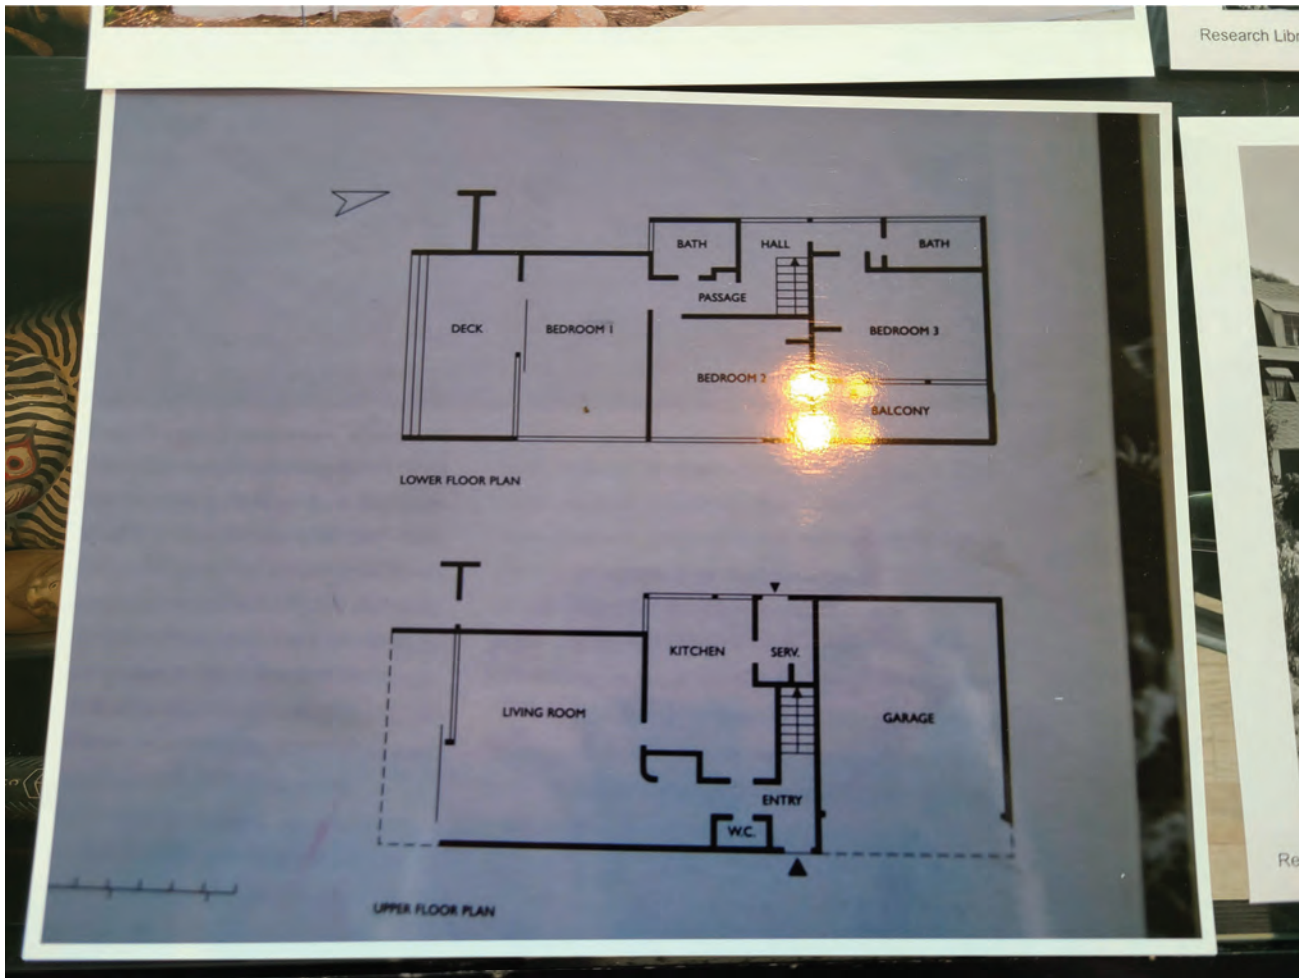 Research Libr
BATH
HALL
BATH
PASSAGE
DECK
BEDROOM 1
BEDROOM 3
BEDROOM 2
BALCONY
LOWER FLOOR PLAN
KITCHEN
SERV.
LIVING ROOM
GARAGE
ENTRY
W.C.
Re
UPPER FLOOR PLAN